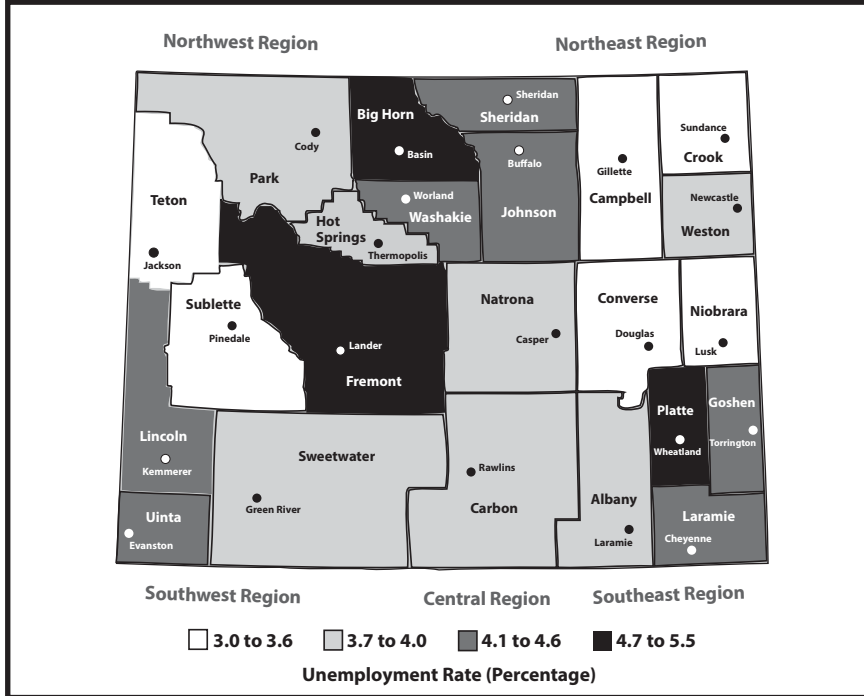 Northwest Region
Northeast Region
Big Horn
Basin
Sheridan
Sheridan
Sundance
Crook
Cody
Park
Buffalo
Gillette
Campbell
Teton
Jackson
Worland
Washakie
Johnson
Newcastle
Weston
Hot
Springs
Thermopolis
Sublette
Pinedale
Natrona
Casper
Converse
Douglas
Niobrara
Lusk
Lander
Fremont
Platte
Wheatland
Goshen
Torrington
Lincoln
Kemmerer
Sweetwater
Green River
Rawlins
Carbon
Albany
Laramie
Uinta
Evanston
Laramie
Cheyenne
Southwest Region
Central Region
Southeast Region
3.0 to 3.6
3.7 to 4.0
4.1 to 4.6
4.7 to 5.5
Unemployment Rate (Percentage)